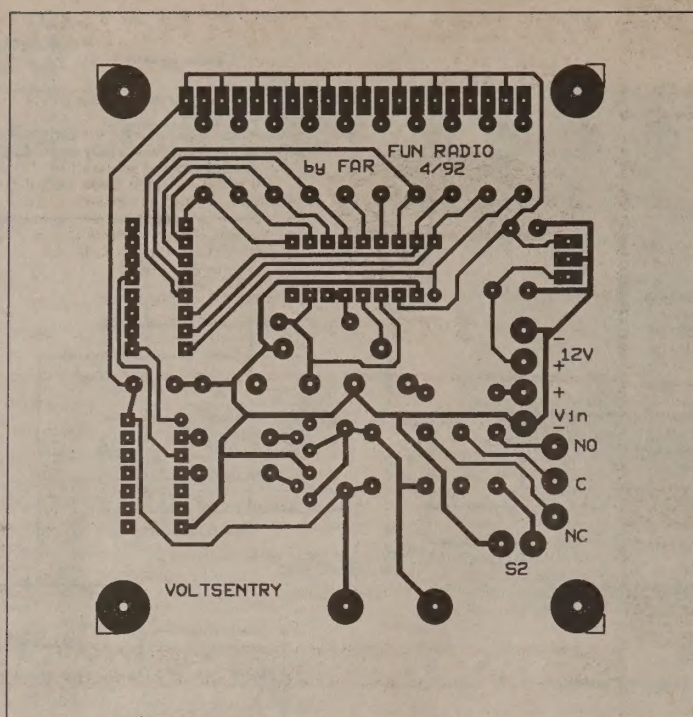 FUN RADIO
by FAR 4/92
–
12V
+
+
Vin
–
NO
C
NC
S2
VOLTSENTRY